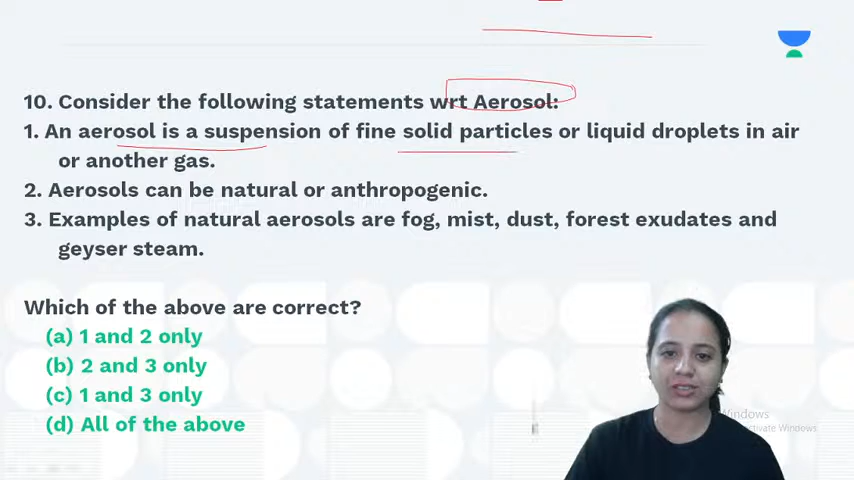 10. Consider the following statements wrt Aerosol:
1. An aerosol is a suspension of fine solid particles or liquid droplets in air
or another gas.
2. Aerosols can be natural or anthropogenic.
3. Examples of natural aerosols are fog, mist, dust, forest exudates and
geyser steam.
Which of the above are correct?
(a) 1 and 2 only
(b) 2 and 3 only
(c) 1 and 3 only
(d) All of the above
Windows
Activate Windows